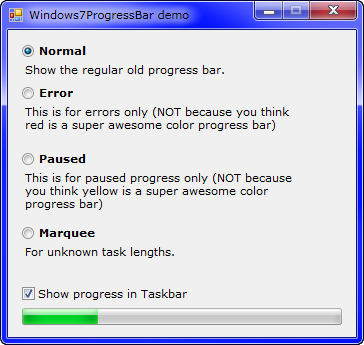 Windows7ProgressBar demo
Normal
Show the regular old progress bar.
Error
This is for errors only (NOT because you think
red is a super awesome color progress bar)
Paused
This is for paused progress only (NOT because
you think yellow is a super awesome color
progress bar)
Marquee
For unknown task lengths.
Show progress in Taskbar